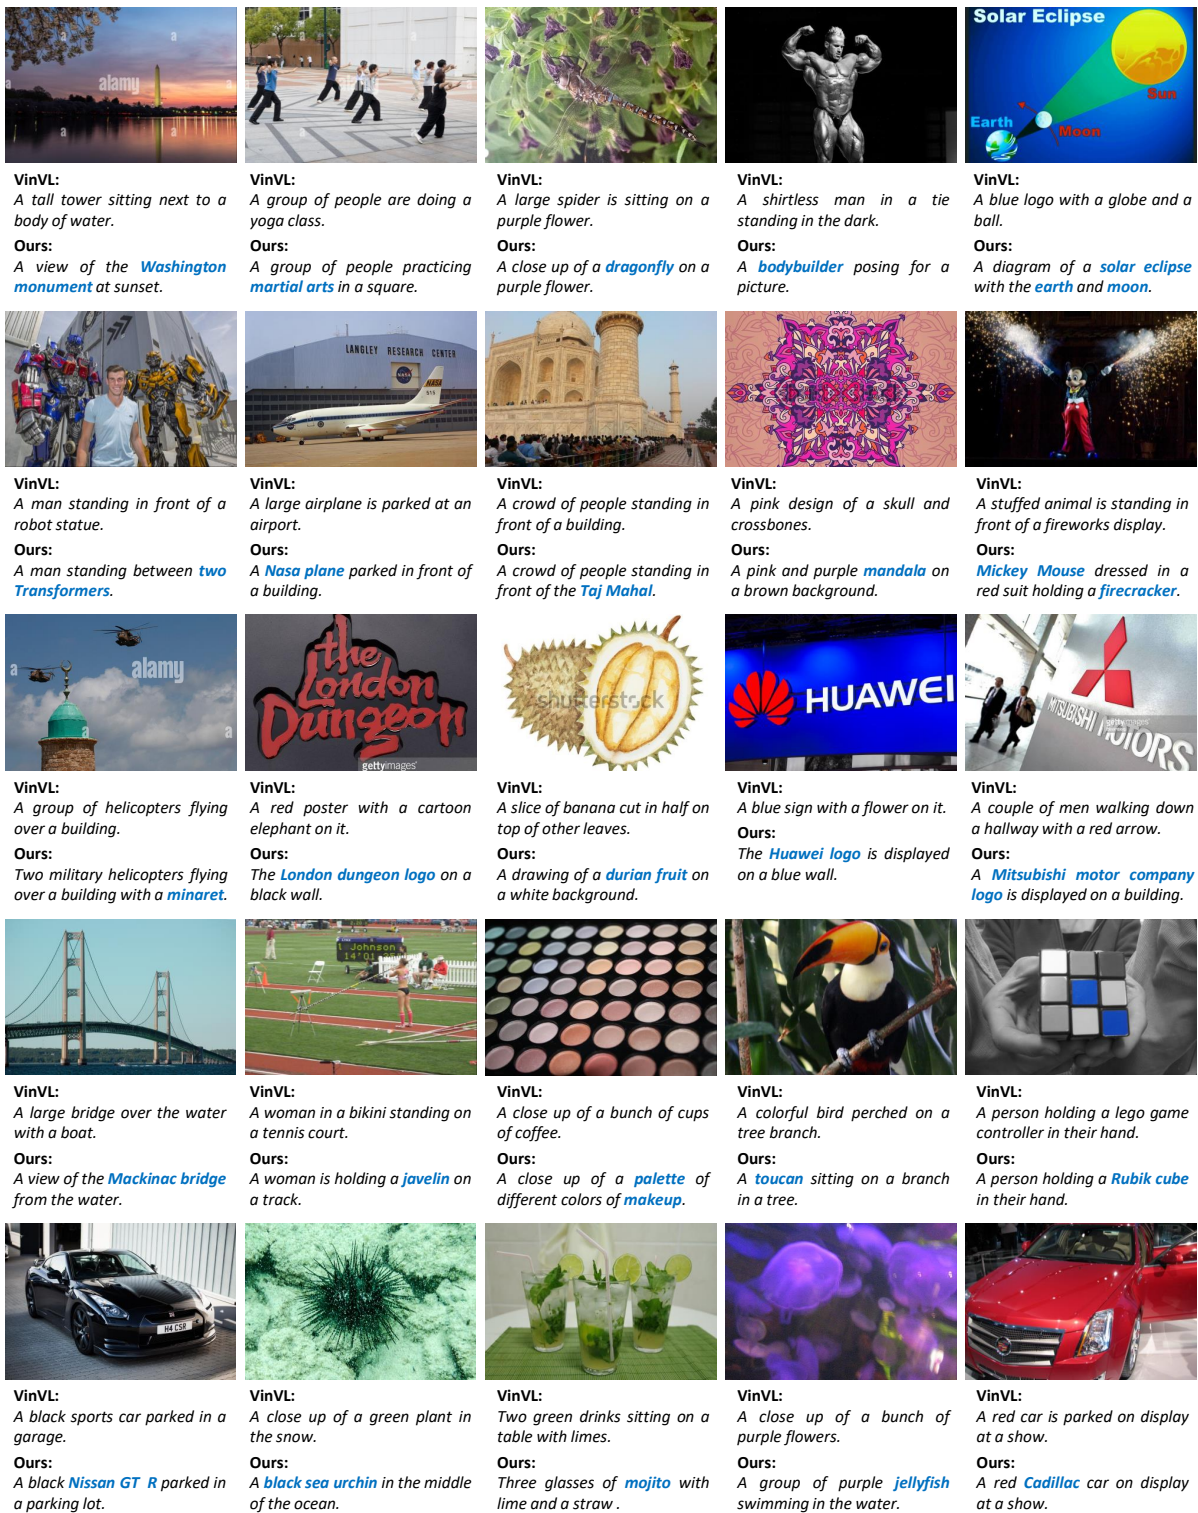 alamy
a
a
a
a
Solar Eclipse
Sun
Earth
Moon
VinVL:
A tall tower sitting next to a
body of water.
Ours:
A view of the Washington
monument at sunset.
VinVL:
A group of people are doing a
yoga class.
Ours:
A group of people practicing
martial arts in a square.
VinVL:
A large spider is sitting on a
purple flower.
Ours:
A close up of a dragonfly on a
purple flower.
VinVL:
A shirtless man in a tie
standing in the dark.
Ours:
A bodybuilder posing for a
picture.
VinVL:
A blue logo with a globe and a
ball.
Ours:
A diagram of a solar eclipse
with the earth and moon.
LANGLEY RESEARCH CENTER
NASA
NASA
VinVL:
A man standing in front of a
robot statue.
Ours:
A man standing between two
Transformers.
VinVL:
A large airplane is parked at an
airport.
Ours:
A Nasa plane parked in front of
a building.
VinVL:
A crowd of people standing in
front of a building.
Ours:
A crowd of people standing in
front of the Taj Mahal.
VinVL:
A pink design of a skull and
crossbones.
Ours:
A pink and purple mandala on
a brown background.
VinVL:
A stuffed animal is standing in
front of a fireworks display.
Ours:
Mickey Mouse dressed in a
red suit holding a firecracker.
a
alamy
a
a
the
London
Dungeon
gettyimages
shutterstock
HUAWEI
MITSUBISHI MOTORS
gettyimages
VinVL:
A group of helicopters flying
over a building.
Ours:
Two military helicopters flying
over a building with a minaret.
VinVL:
A red poster with a cartoon
elephant on it.
Ours:
The London dungeon logo on a
black wall.
VinVL:
A slice of banana cut in half on
top of other leaves.
Ours:
A drawing of a durian fruit on
a white background.
VinVL:
A blue sign with a flower on it.
Ours:
The Huawei logo is displayed
on a blue wall.
VinVL:
A couple of men walking down
a hallway with a red arrow.
Ours:
A Mitsubishi motor company
logo is displayed on a building.
Johnson
VinVL:
A large bridge over the water
with a boat.
Ours:
A view of the Mackinac bridge
from the water.
VinVL:
A woman in a bikini standing on
a tennis court.
Ours:
A woman is holding a javelin on
a track.
VinVL:
A close up of a bunch of cups
of coffee.
Ours:
A close up of a palette of
different colors of makeup.
VinVL:
A colorful bird perched on a
tree branch.
Ours:
A toucan sitting on a branch
in a tree.
VinVL:
A person holding a lego game
controller in their hand.
Ours:
A person holding a Rubik cube
in their hand.
H4 CSR
VinVL:
A black sports car parked in a
garage.
Ours:
A black Nissan GT R parked in
a parking lot.
VinVL:
A close up of a green plant in
the snow.
Ours:
A black sea urchin in the middle
of the ocean.
VinVL:
Two green drinks sitting on a
table with limes.
Ours:
Three glasses of mojito with
lime and a straw .
VinVL:
A close up of a bunch of
purple flowers.
Ours:
A group of purple jellyfish
swimming in the water.
VinVL:
A red car is parked on display
at a show.
Ours:
A red Cadillac car on display
at a show.